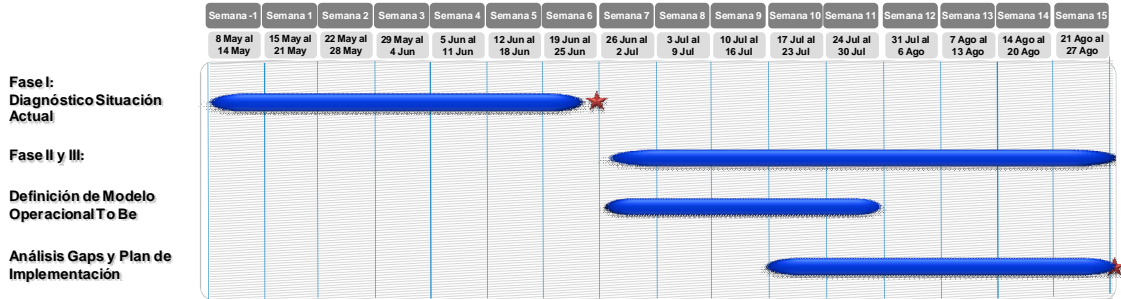 Semana -1 Semana 1 Semana 2 Semana 3 Semana 4 Semana 5 Semana 6 Semana 7 Semana 8 Semana 9 Semana 10 Semana 11 Semana 12 Semana 13 Semana 14 Semana 15
8 May al 15 May al 22 May al 29 May al 5 Jun al 12 Jun al 19 Jun al 26 Jun al 3 Jul al 10 Jul al 17 Jul al 24 Jul al 31 Jul al 7 Ago al 14 Ago al 21 Ago al
14 May 21 May 28 May 4 Jun 11 Jun 18 Jun 25 Jun 2 Jul 9 Jul 16 Jul 23 Jul 30 Jul 6 Ago 13 Ago 20 Ago 27 Ago
Fase I:
Diagnóstico Situación
Actual
Fase II y III:
Definición de Modelo
Operacional To Be
Análisis Gaps y Plan de
Implementación